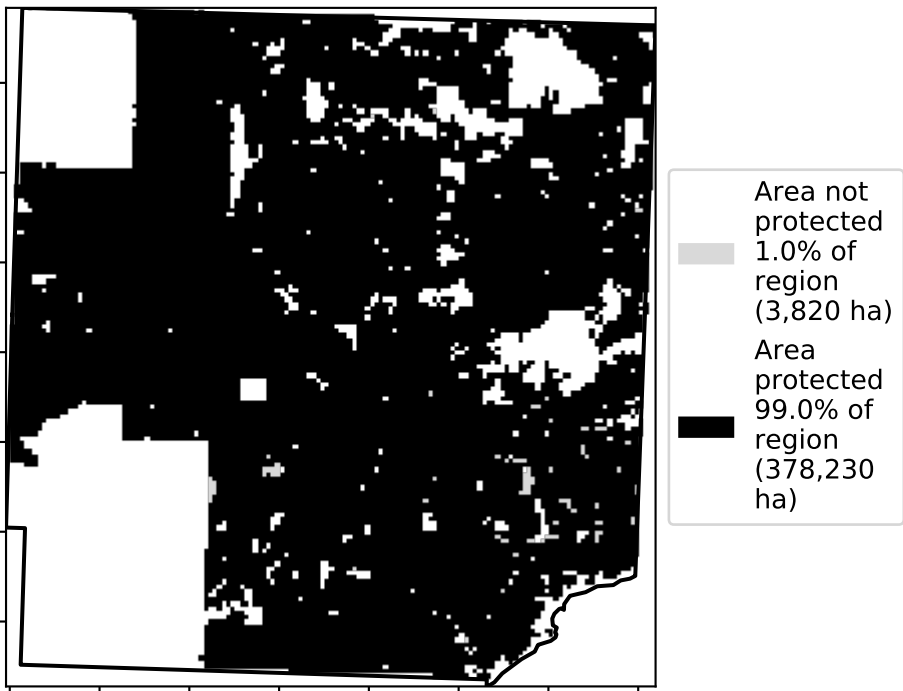 Area not
protected
1.0% of
region
(3,820 ha)
Area
protected
99.0% of
region
(378,230
ha)